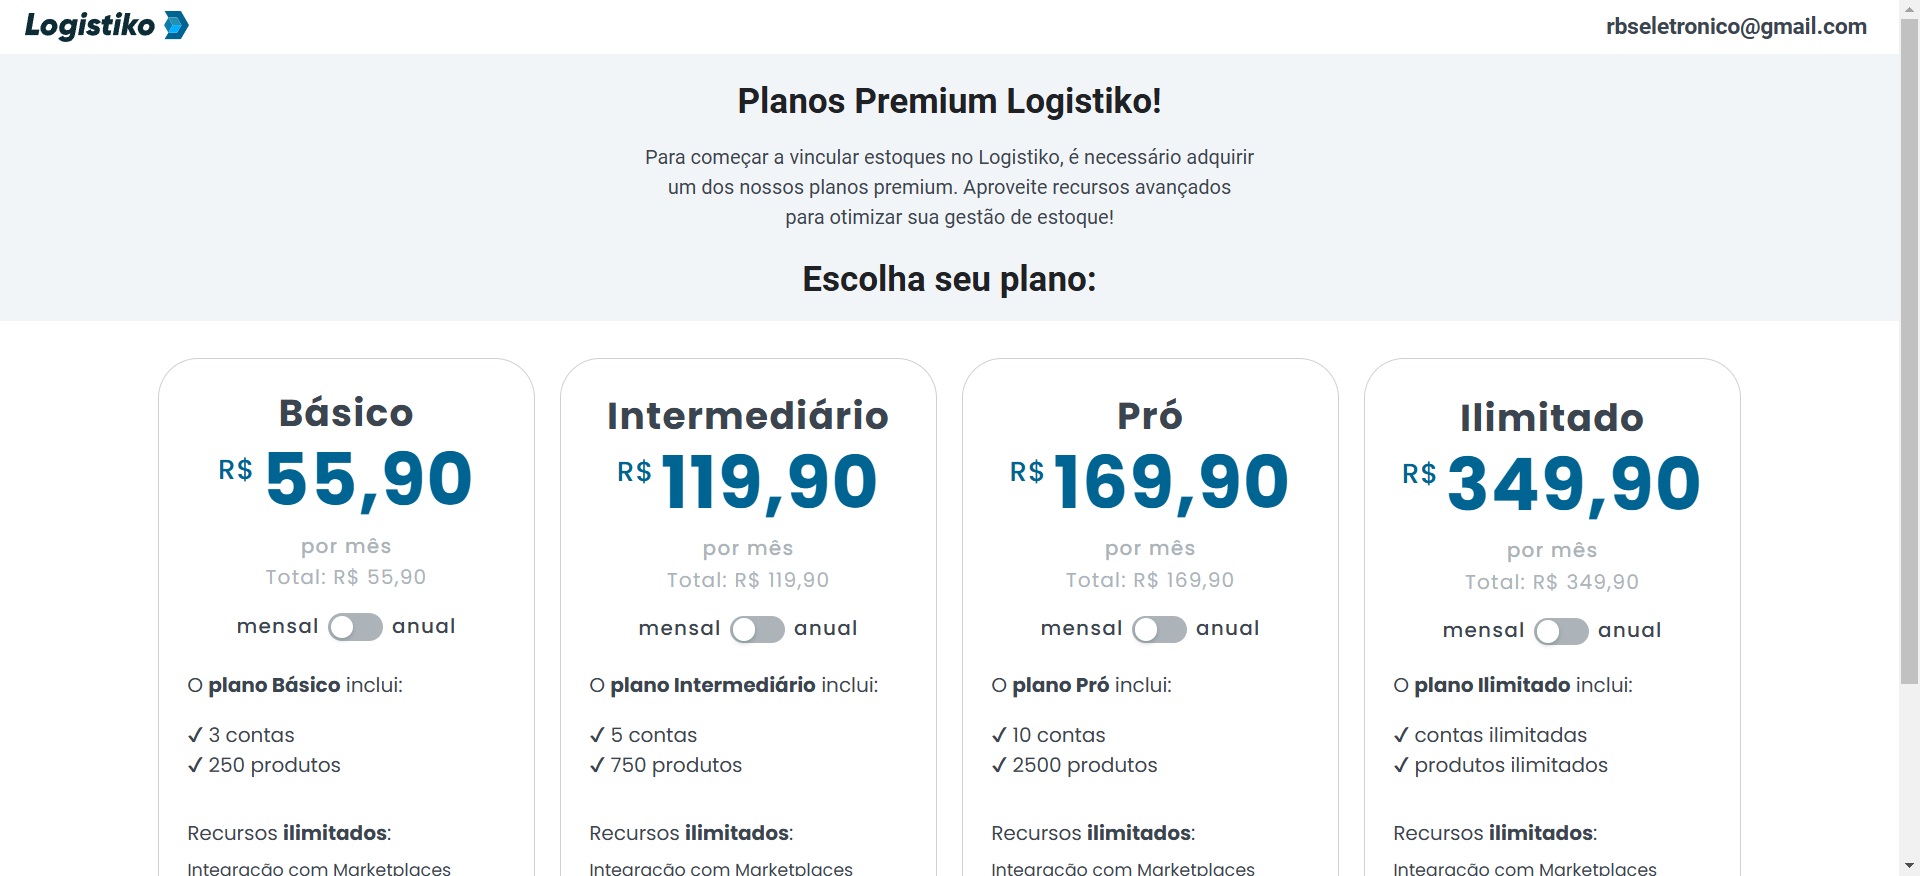 Logistiko
rbseletronico@gmail.com
Planos Premium Logistiko!
Para começar a vincular estoques no Logistiko, é necessário adquirir
um dos nossos planos premium. Aproveite recursos avançados
para otimizar sua gestão de estoque!
Escolha seu plano:
Básico
R$ 55,90
por mês
Total: R$ 55,90
mensal anual
O plano Básico inclui:
✓ 3 contas
✓ 250 produtos
Recursos ilimitados:
Integração com Marketplaces
Intermediário
R$ 119,90
por mês
Total: R$ 119,90
mensal anual
O plano Intermediário inclui:
✓ 5 contas
✓ 750 produtos
Recursos ilimitados:
Integração com Marketplaces
Pró
R$ 169,90
por mês
Total: R$ 169,90
mensal anual
O plano Pró inclui:
✓ 10 contas
✓ 2500 produtos
Recursos ilimitados:
Integração com Marketplaces
Ilimitado
R$ 349,90
por mês
Total: R$ 349,90
mensal anual
O plano Ilimitado inclui:
✓ contas ilimitadas
✓ produtos ilimitados
Recursos ilimitados:
Integração com Marketplaces